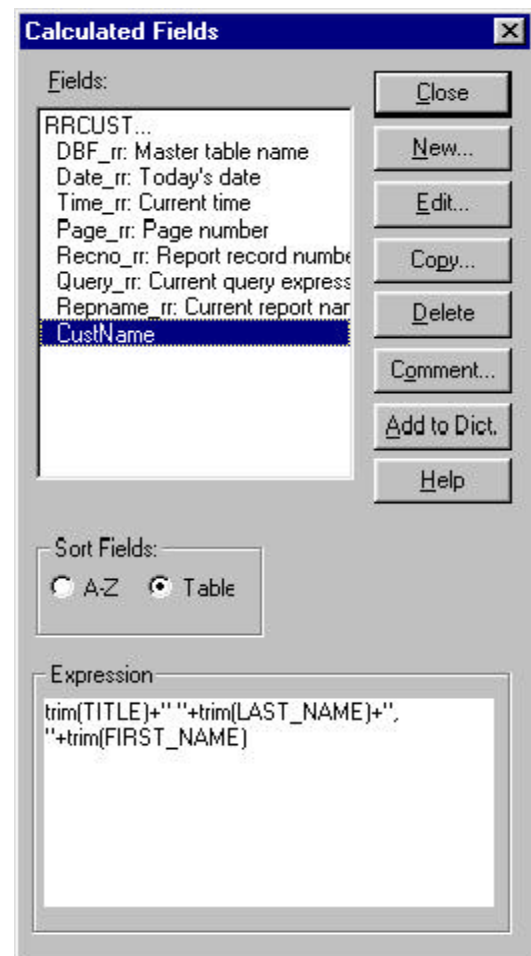 Calculated Fields
Fields:
RRCUST...
DBF_rr: Master table name
Date_rr: Today's date
Time_rr: Current time
Page_rr: Page number
Recno_rr: Report record numbe
Query_rr: Current query express
Repname_rr: Current report nar
CustName
Close
New...
Edit...
Copy...
Delete
Comment...
Add to Dict.
Help
Sort Fields:
A-Z
Table
Expression
trim(TITLE)+" "+trim(LAST_NAME)+",
"+trim(FIRST_NAME)